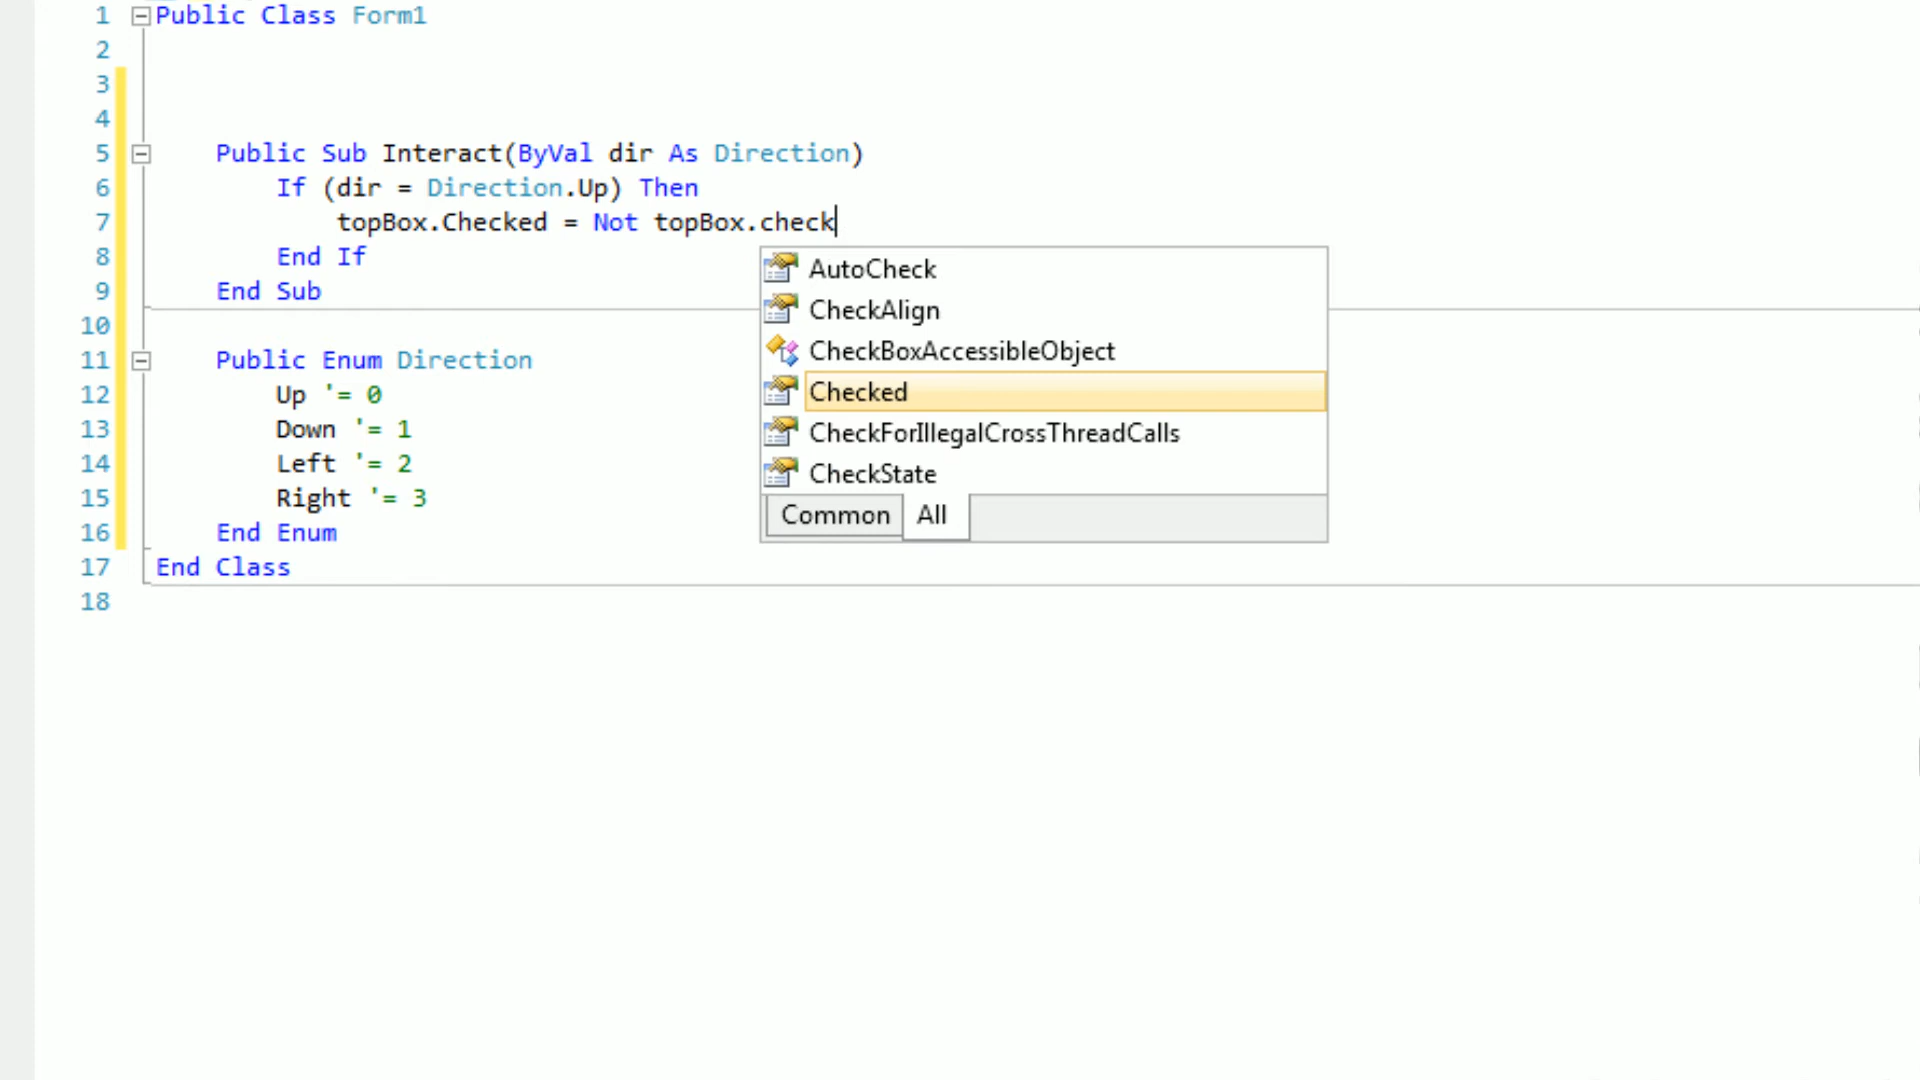 1 Public Class Form1
2
3
4
5 Public Sub Interact(ByVal dir As Direction)
6 If (dir = Direction.Up) Then
7 topBox.Checked = Not topBox.check
8 End If
9 End Sub
10
11 Public Enum Direction
12 Up '= 0
13 Down '= 1
14 Left '= 2
15 Right '= 3
16 End Enum
17 End Class
18
AutoCheck
CheckAlign
CheckBoxAccessibleObject
Checked
CheckForIllegalCrossThreadCalls
CheckState
Common All